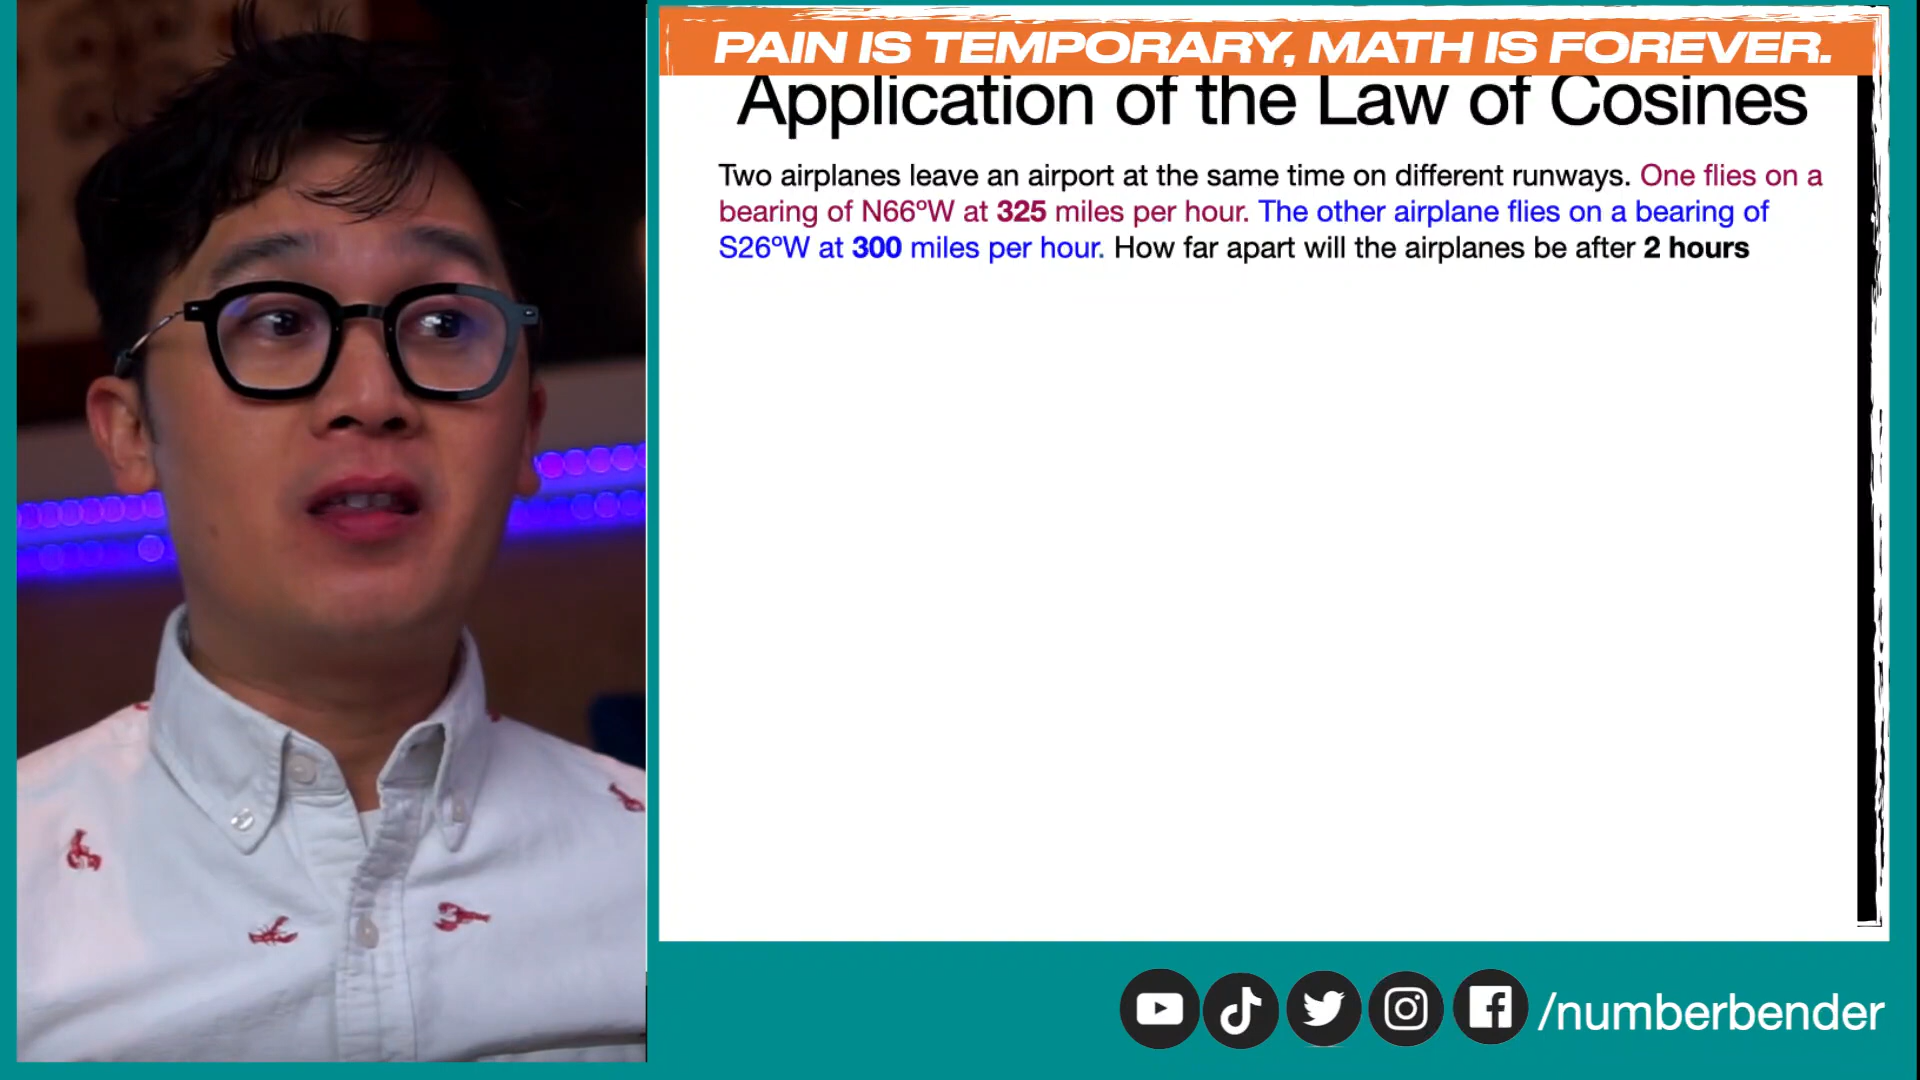 PAIN IS TEMPORARY, MATH IS FOREVER.
Application of the Law of Cosines
Two airplanes leave an airport at the same time on different runways. One flies on a
bearing of N66ºW at 325 miles per hour. The other airplane flies on a bearing of
S26ºW at 300 miles per hour. How far apart will the airplanes be after 2 hours
/numberbender